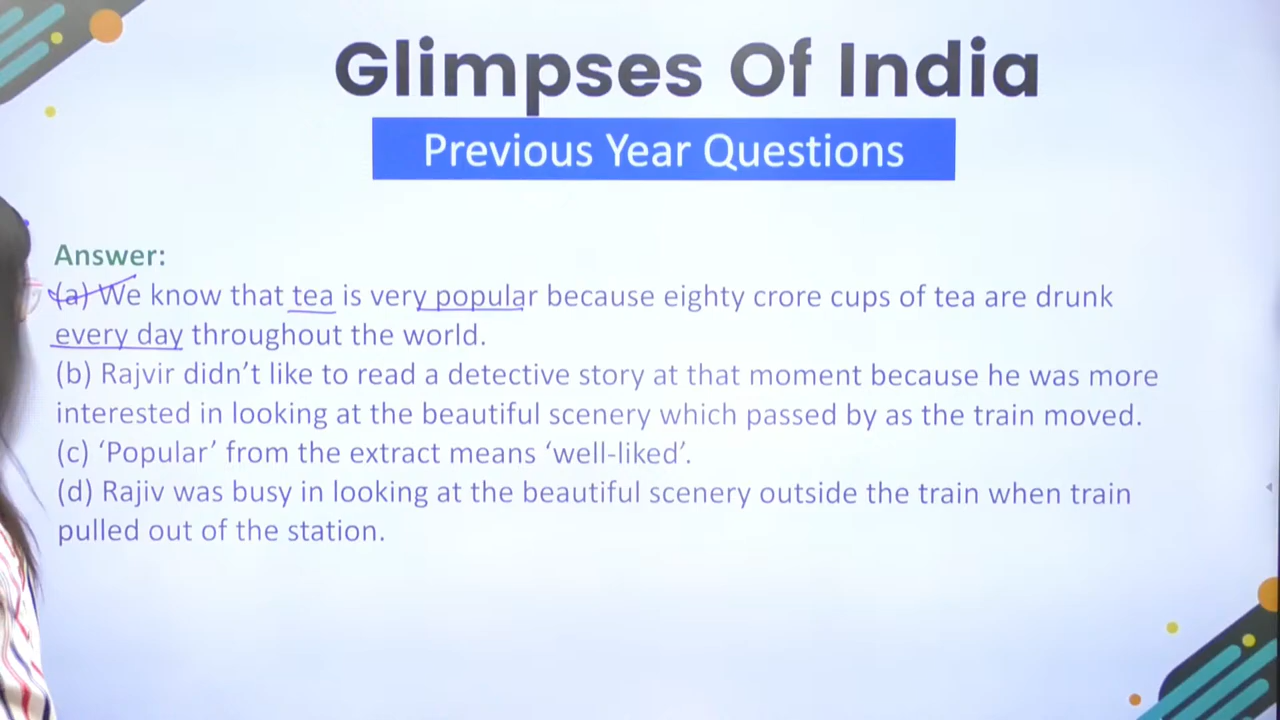 Glimpses Of India
Previous Year Questions
Answer:
(a) We know that tea is very popular because eighty crore cups of tea are drunk
every day throughout the world.
(b) Rajvir didn’t like to read a detective story at that moment because he was more
interested in looking at the beautiful scenery which passed by as the train moved.
(c) ‘Popular’ from the extract means ‘well-liked’.
(d) Rajiv was busy in looking at the beautiful scenery outside the train when train
pulled out of the station.